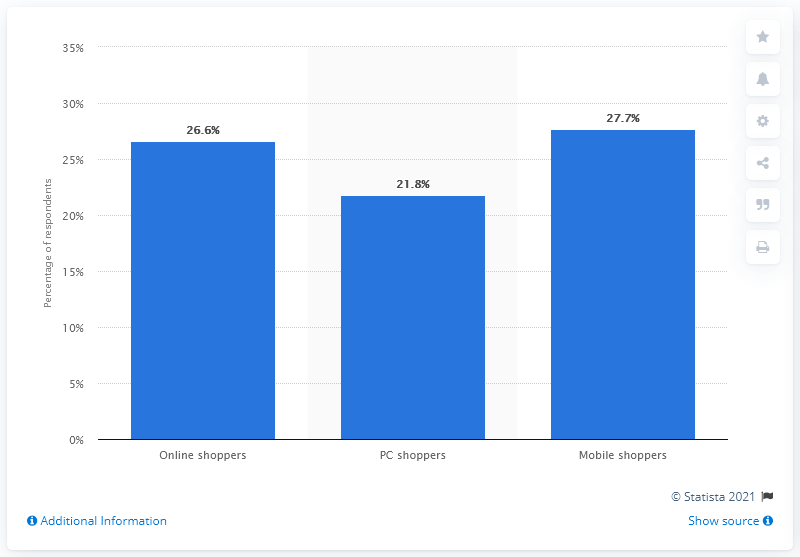 35%
30%
25%
20%
15%
10%
5%
0%
Percentage of respondents
26.6%
21.8%
27.7%
Online shoppers
PC shoppers
Mobile shoppers
© Statista 2021
Additional Information
Show source